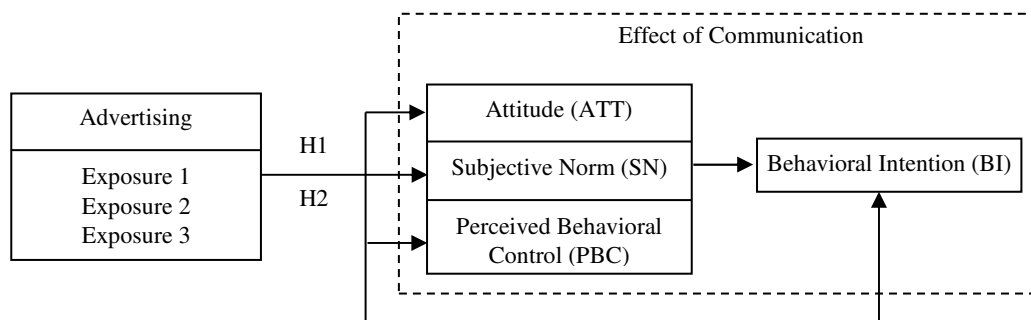 Effect of Communication
Advertising
Exposure 1
Exposure 2
Exposure 3
H1
H2
Attitude (ATT)
Subjective Norm (SN)
Perceived Behavioral
Control (PBC)
Behavioral Intention (BI)